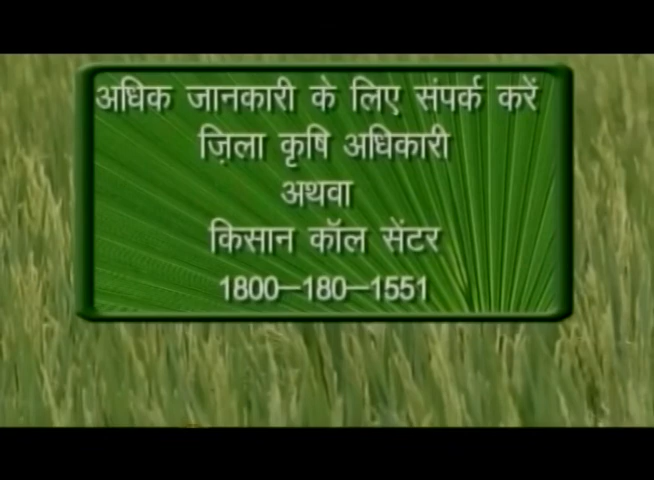 अधिक जानकारी के लिए संपर्क करें
ज़िला कृषि अधिकारी
अथवा
किसान कॉल सेंटर
1800–180–1551